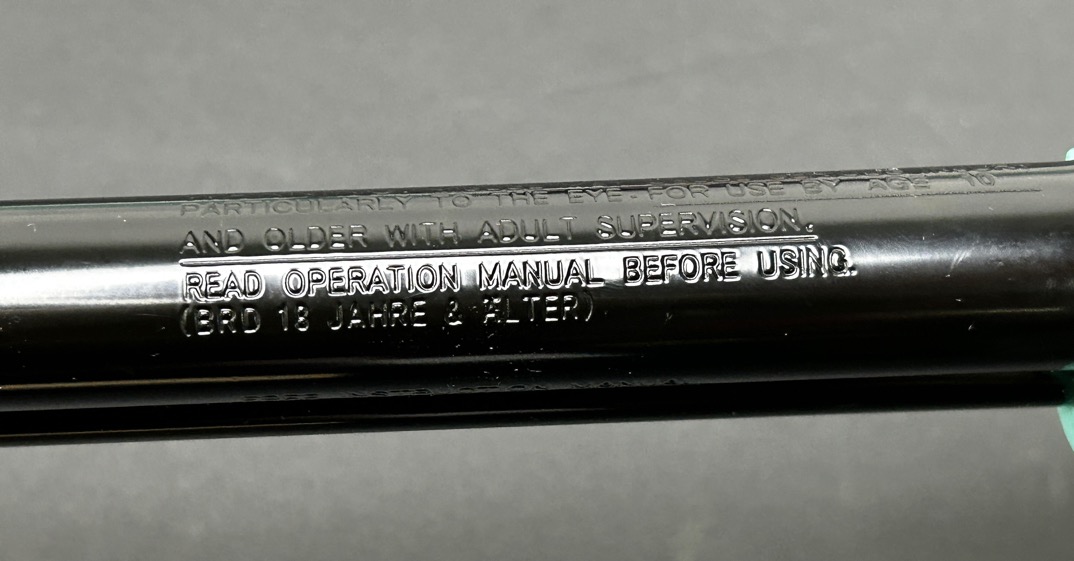 PARTICULARLY TO THE EYE. FOR USE BY AGE 10
AND OLDER WITH ADULT SUPERVISION.
READ OPERATION MANUAL BEFORE USING.
(BRD 18 JAHRE & ÄLTER)